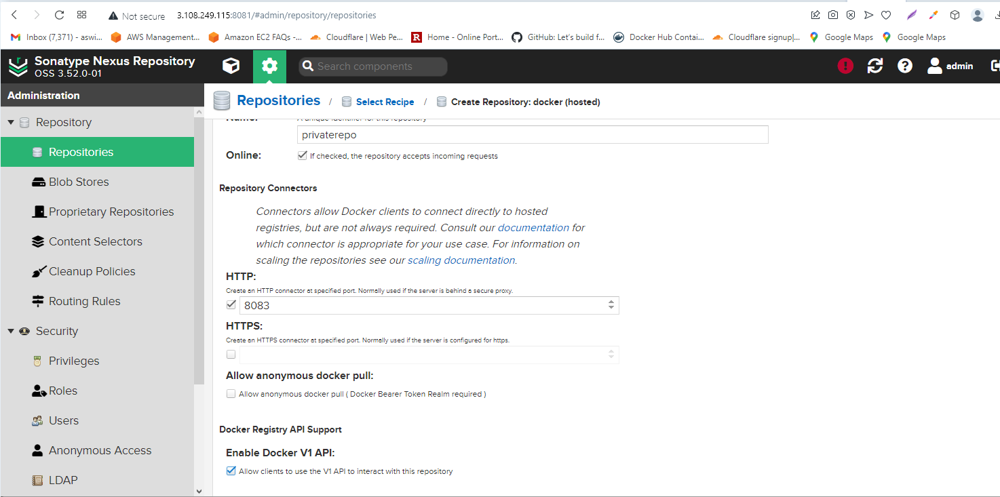 Not secure 3.108.249.115:8081/#admin/repository/repositories
Inbox (7,371) - aswi... AWS Management... Amazon EC2 FAQs -... Cloudflare | Web Pe... R Home - Online Port... GitHub: Let's build f... Docker Hub Contai... Cloudflare signup|... Google Maps Google Maps
Sonatype Nexus Repository
OSS 3.52.0-01
Search components
admin
Administration
Repositories / Select Recipe / Create Repository: docker (hosted)
Repository
Repositories
Blob Stores
Proprietary Repositories
Content Selectors
Cleanup Policies
Routing Rules
Security
Privileges
Roles
Users
Anonymous Access
LDAP
Name: A unique identifier for this repository
privaterepo
Online: If checked, the repository accepts incoming requests
Repository Connectors
Connectors allow Docker clients to connect directly to hosted
registries, but are not always required. Consult our documentation for
which connector is appropriate for your use case. For information on
scaling the repositories see our scaling documentation.
HTTP:
Create an HTTP connector at specified port. Normally used if the server is behind a secure proxy.
8083
HTTPS:
Create an HTTPS connector at specified port. Normally used if the server is configured for https.
Allow anonymous docker pull:
Allow anonymous docker pull ( Docker Bearer Token Realm required )
Docker Registry API Support
Enable Docker V1 API:
Allow clients to use the V1 API to interact with this repository